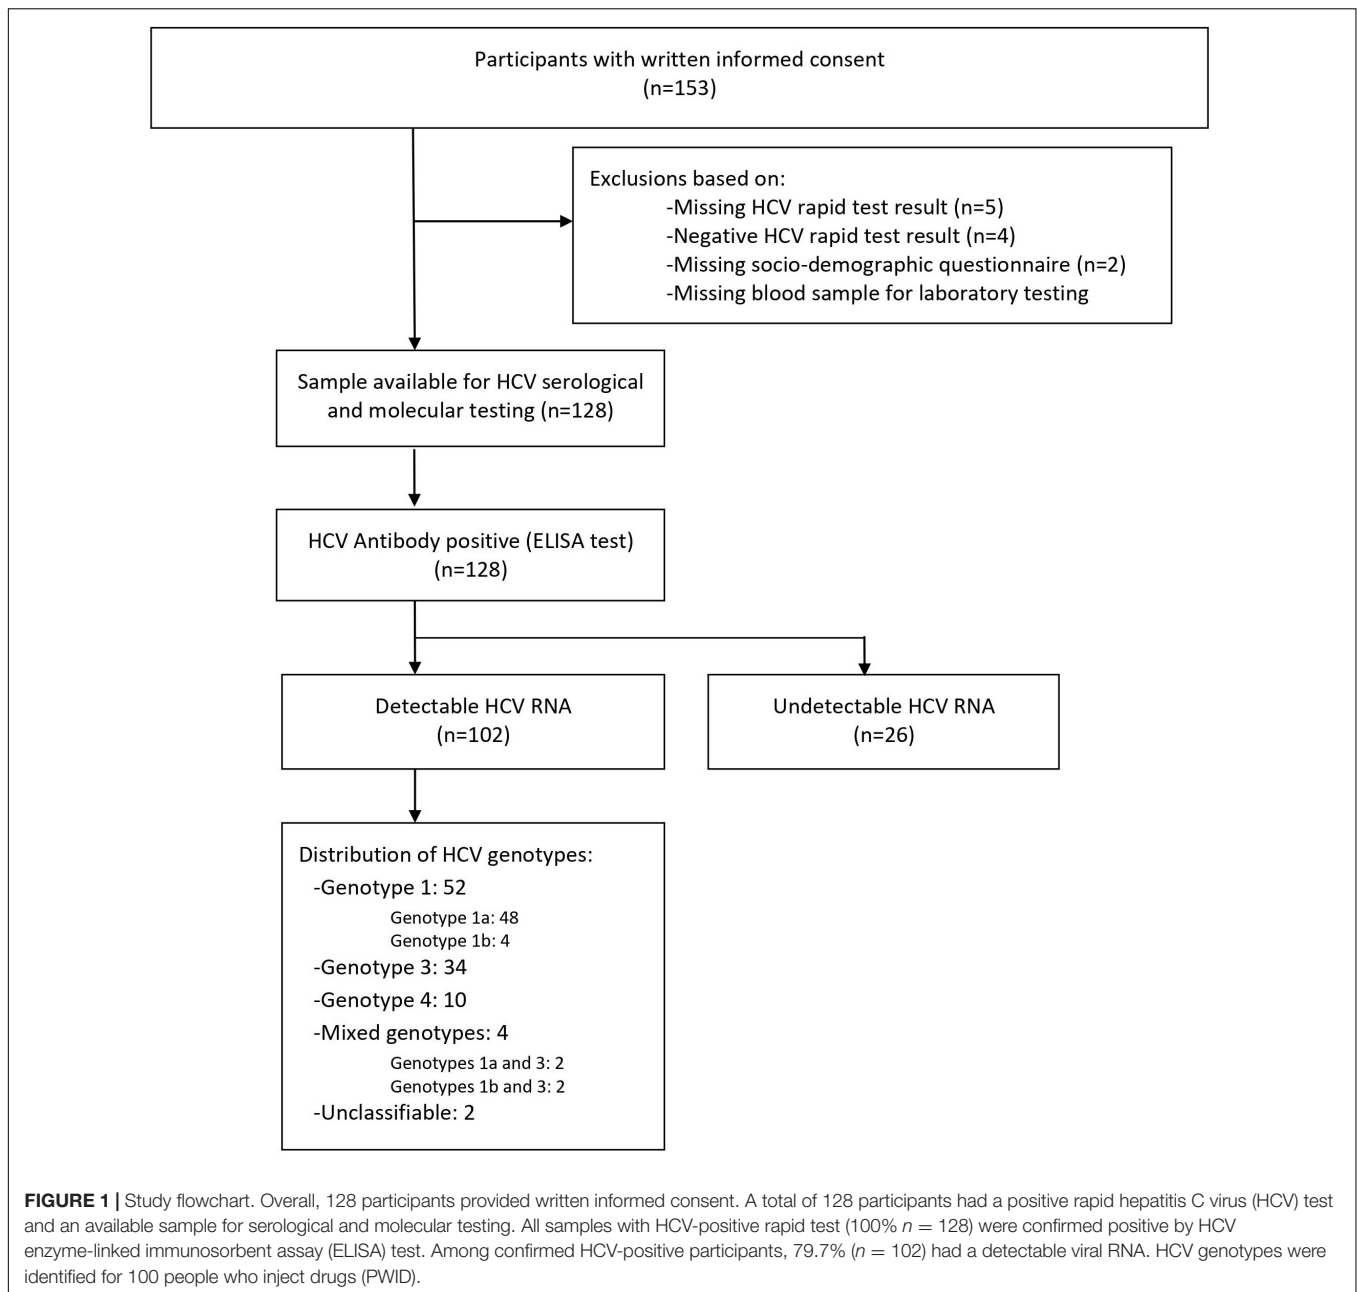 Participants with written informed consent
(n=153)
Exclusions based on:
-Missing HCV rapid test result (n=5)
-Negative HCV rapid test result (n=4)
-Missing socio-demographic questionnaire (n=2)
-Missing blood sample for laboratory testing
Sample available for HCV serological
and molecular testing (n=128)
HCV Antibody positive (ELISA test)
(n=128)
Detectable HCV RNA
(n=102)
Undetectable HCV RNA
(n=26)
Distribution of HCV genotypes:
-Genotype 1: 52
Genotype 1a: 48
Genotype 1b: 4
-Genotype 3: 34
-Genotype 4: 10
-Mixed genotypes: 4
Genotypes 1a and 3: 2
Genotypes 1b and 3: 2
-Unclassifiable: 2
FIGURE 1 | Study flowchart. Overall, 128 participants provided written informed consent. A total of 128 participants had a positive rapid hepatitis C virus (HCV) test
and an available sample for serological and molecular testing. All samples with HCV-positive rapid test (100% n = 128) were confirmed positive by HCV
enzyme-linked immunosorbent assay (ELISA) test. Among confirmed HCV-positive participants, 79.7% (n = 102) had a detectable viral RNA. HCV genotypes were
identified for 100 people who inject drugs (PWID).